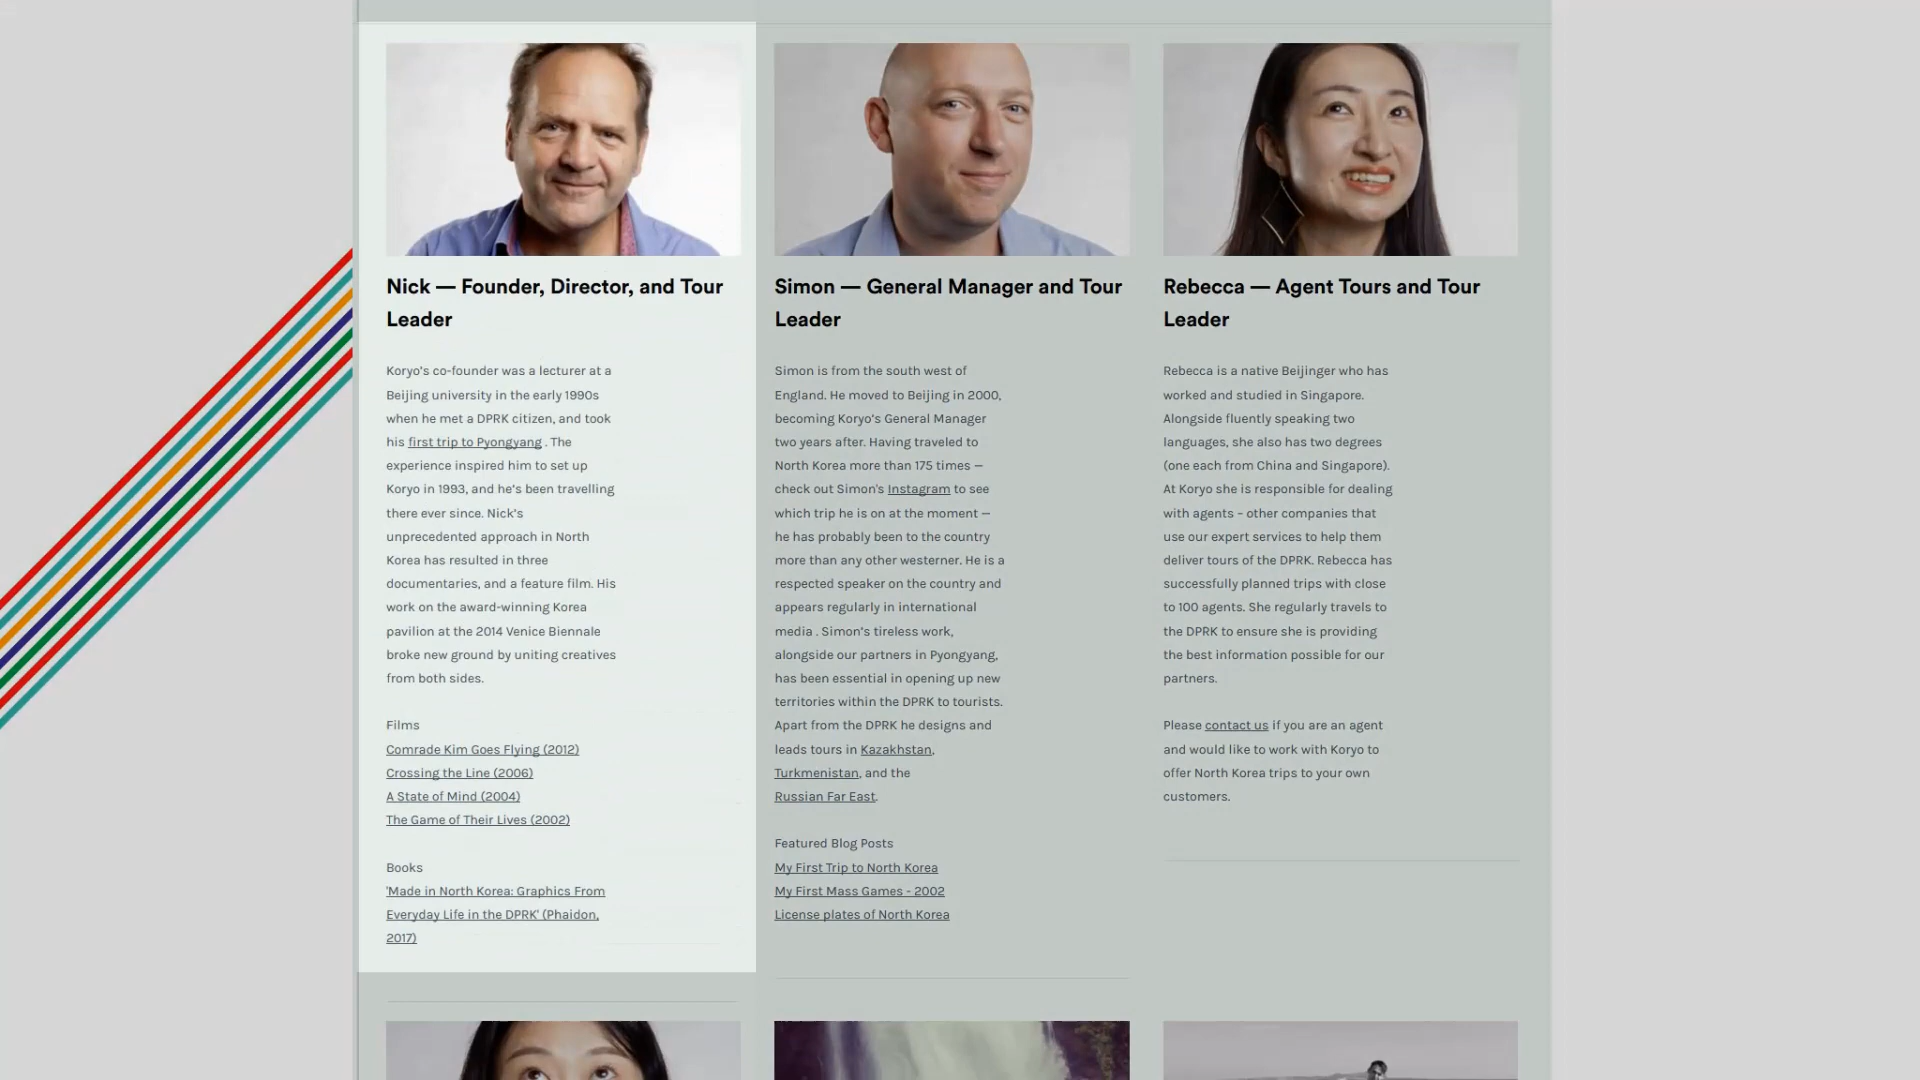 Nick — Founder, Director, and Tour
Leader
Koryo's co-founder was a lecturer at a
Beijing university in the early 1990s
when he met a DPRK citizen, and took
his first trip to Pyongyang . The
experience inspired him to set up
Koryo in 1993, and he's been travelling
there ever since. Nick's
unprecedented approach in North
Korea has resulted in three
documentaries, and a feature film. His
work on the award-winning Korea
pavilion at the 2014 Venice Biennale
broke new ground by uniting creatives
from both sides.
Films
Comrade Kim Goes Flying (2012)
Crossing the Line (2006)
A State of Mind (2004)
The Game of Their Lives (2002)
Books
'Made in North Korea: Graphics From
Everyday Life in the DPRK' (Phaidon,
2017)
Simon — General Manager and Tour
Leader
Simon is from the south west of
England. He moved to Beijing in 2000,
becoming Koryo's General Manager
two years after. Having traveled to
North Korea more than 175 times —
check out Simon's Instagram to see
which trip he is on at the moment —
he has probably been to the country
more than any other westerner. He is a
respected speaker on the country and
appears regularly in international
media . Simon's tireless work,
alongside our partners in Pyongyang,
has been essential in opening up new
territories within the DPRK to tourists.
Apart from the DPRK he designs and
leads tours in Kazakhstan,
Turkmenistan, and the
Russian Far East.
Featured Blog Posts
My First Trip to North Korea
My First Mass Games - 2002
License plates of North Korea
Rebecca — Agent Tours and Tour
Leader
Rebecca is a native Beijinger who has
worked and studied in Singapore.
Alongside fluently speaking two
languages, she also has two degrees
(one each from China and Singapore).
At Koryo she is responsible for dealing
with agents – other companies that
use our expert services to help them
deliver tours of the DPRK. Rebecca has
successfully planned trips with close
to 100 agents. She regularly travels to
the DPRK to ensure she is providing
the best information possible for our
partners.
Please contact us if you are an agent
and would like to work with Koryo to
offer North Korea trips to your own
customers.